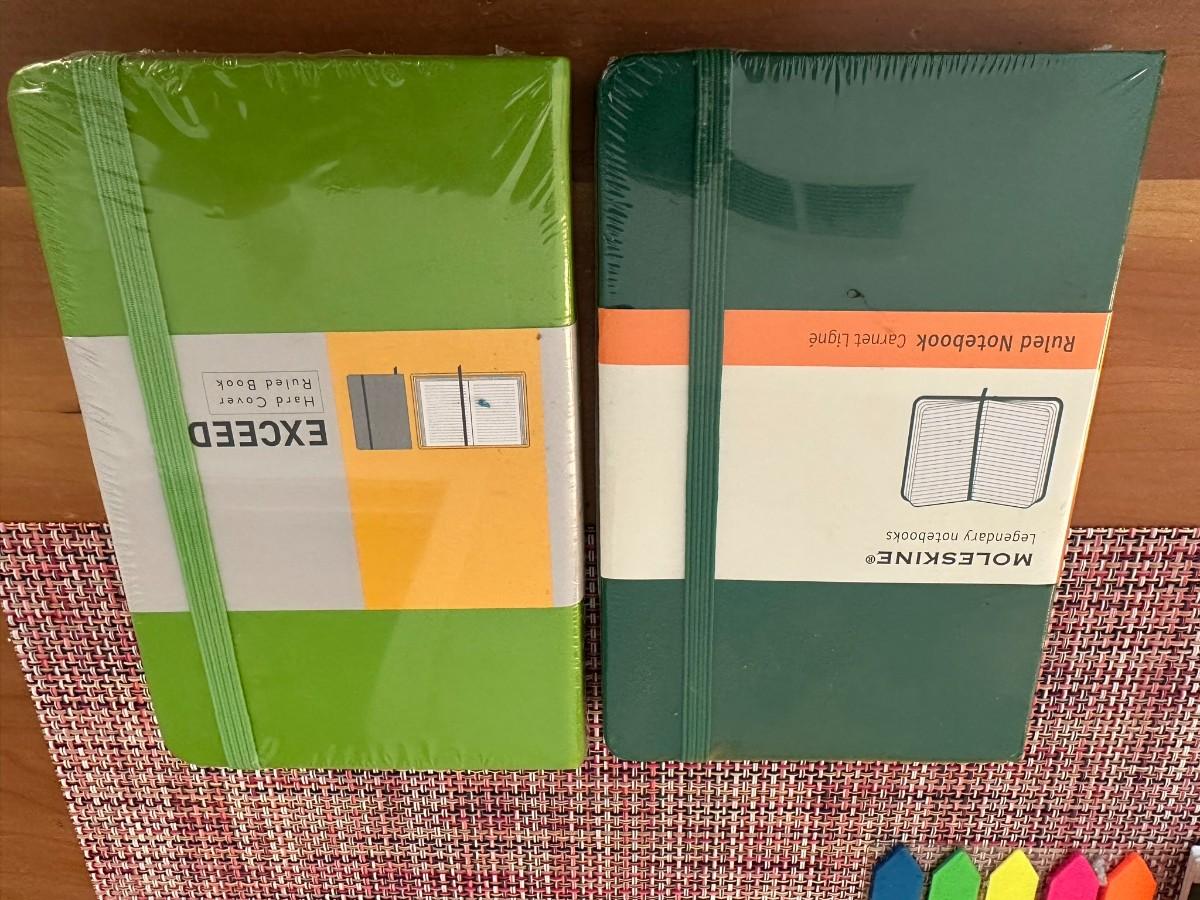 EXCEED
Hard Cover
Ruled Book
MOLESKINE®
Legendary notebooks
Ruled Notebook Carnet Ligné